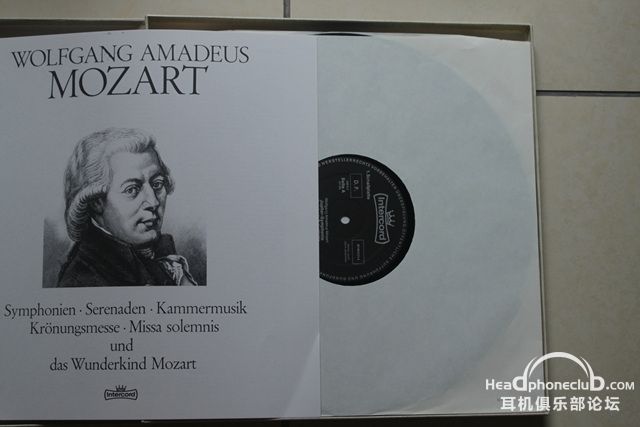 WOLFGANG AMADEUS
MOZART
Symphonien · Serenaden · Kammermusik
Krönungsmesse · Missa solemnis
und
das Wunderkind Mozart
Intercord
Intercord
HeadphoneClub.com
耳机俱乐部论坛